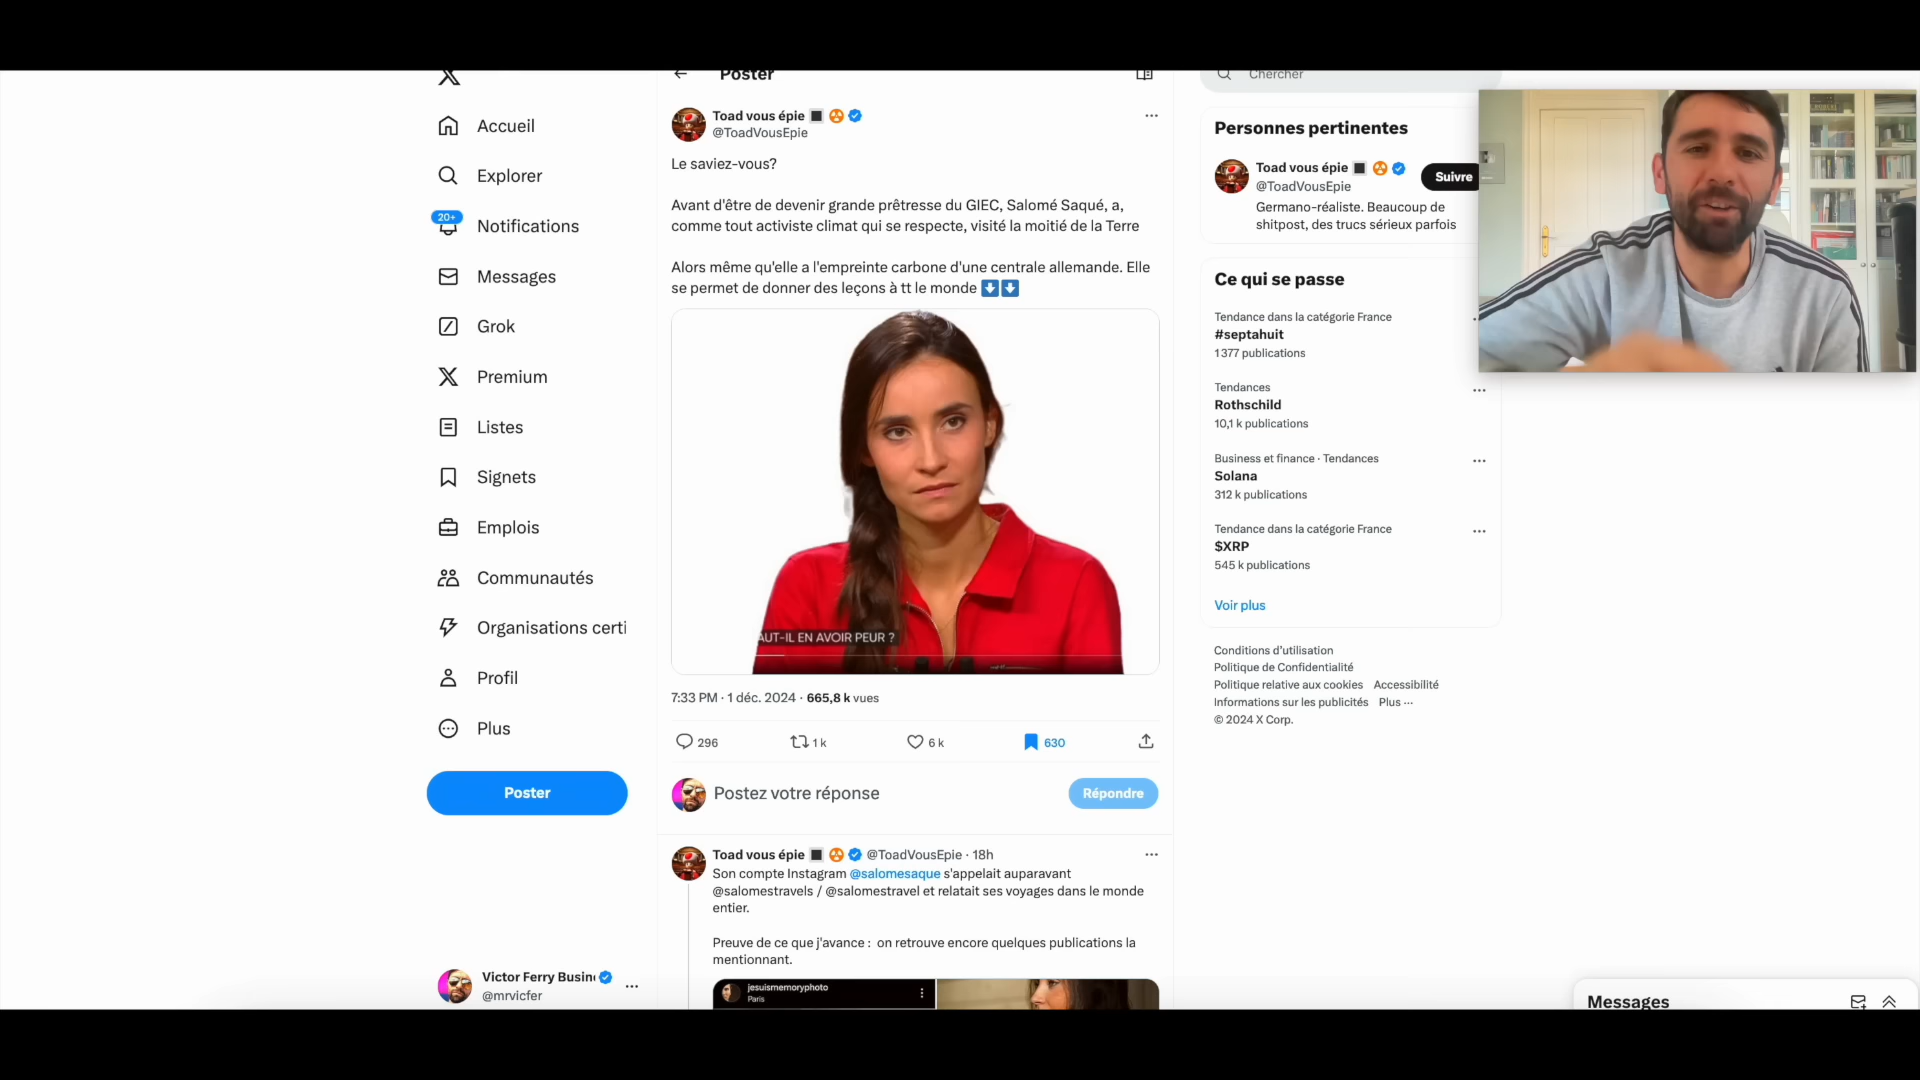 Accueil
Explorer
20+
Notifications
Messages
Grok
Premium
Listes
Signets
Emplois
Communautés
Organisations certi
Profil
Plus
Poster
Victor Ferry Busin
@mrvicfer
Poster
Toad vous épie
@ToadVousEpie
Le saviez-vous?
Avant d'être de devenir grande prêtresse du GIEC, Salomé Saqué, a,
comme tout activiste climat qui se respecte, visité la moitié de la Terre
Alors même qu'elle a l'empreinte carbone d'une centrale allemande. Elle
se permet de donner des leçons à tt le monde
AUT-IL EN AVOIR PEUR ?
7:33 PM · 1 déc. 2024 · 665,8 k vues
296
1 k
6 k
630
Postez votre réponse
Répondre
Toad vous épie @ToadVousEpie · 18h
Son compte Instagram @salomesaque s'appelait auparavant
@salomestravels / @salomestravel et relatait ses voyages dans le monde
entier.
Preuve de ce que j'avance : on retrouve encore quelques publications la
mentionnant.
jesuismemoryphoto
Paris
Chercher
Personnes pertinentes
Toad vous épie
@ToadVousEpie
Suivre
Germano-réaliste. Beaucoup de
shitpost, des trucs sérieux parfois
Ce qui se passe
Tendance dans la catégorie France
#septahuit
1 377 publications
Tendances
Rothschild
10,1 k publications
Business et finance · Tendances
Solana
312 k publications
Tendance dans la catégorie France
$XRP
545 k publications
Voir plus
Conditions d'utilisation
Politique de Confidentialité
Politique relative aux cookies Accessibilité
Informations sur les publicités Plus ···
© 2024 X Corp.
Messages